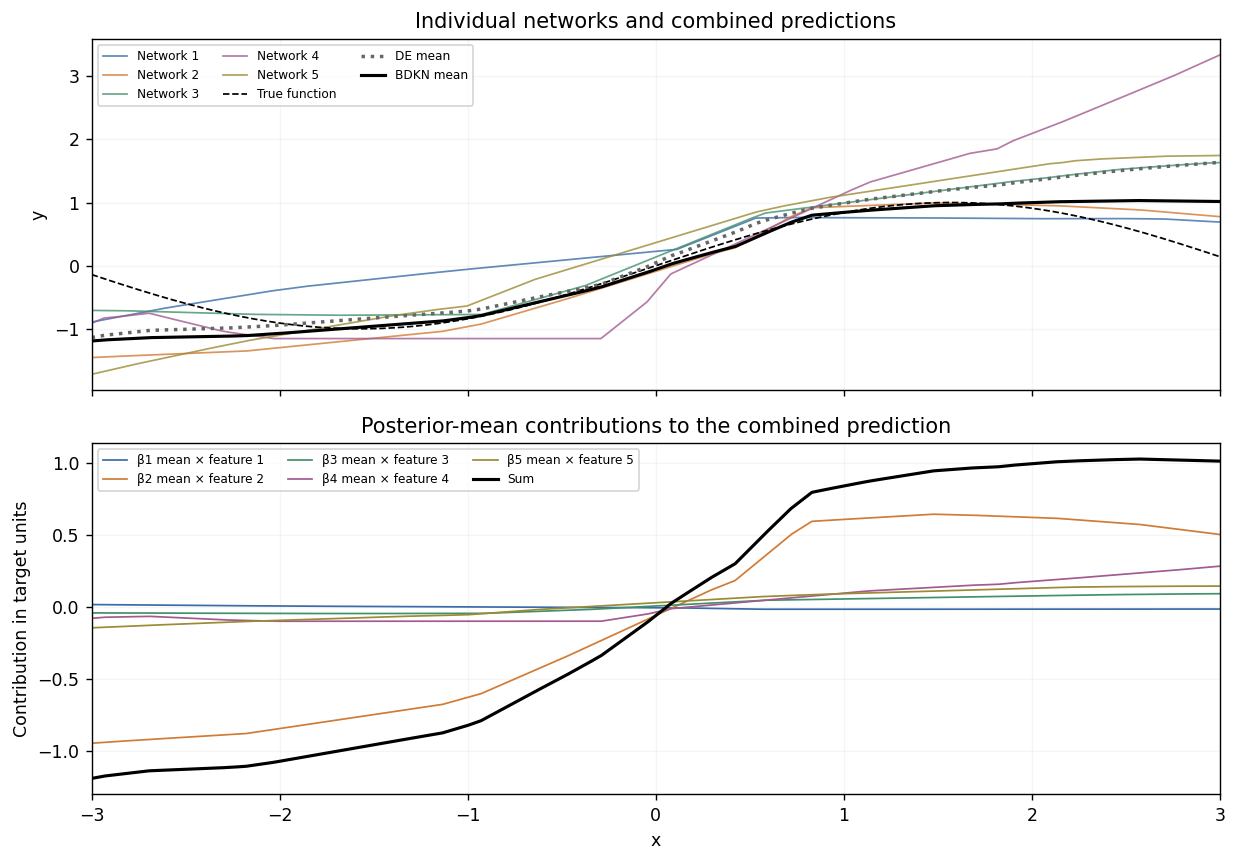 Individual networks and combined predictions
Network 1
Network 2
Network 3
Network 4
Network 5
True function
DE mean
BDKN mean
3
2
1
0
−1
y
Posterior-mean contributions to the combined prediction
β1 mean × feature 1
β2 mean × feature 2
β3 mean × feature 3
β4 mean × feature 4
β5 mean × feature 5
Sum
1.0
0.5
0.0
−0.5
−1.0
Contribution in target units
−3 −2 −1 0 1 2 3
x